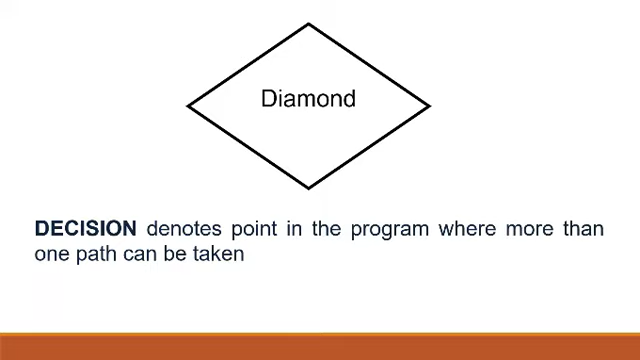 Diamond
DECISION denotes point in the program where more than
one path can be taken